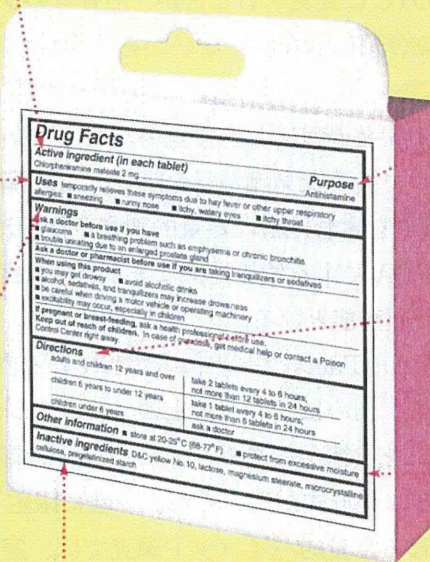 Drug Facts
Active ingredient (in each tablet)
Purpose
Chlorpheniramine maleate 2 mg
Antihistamine
Uses temporarily relieves these symptoms due to hay fever or other upper respiratory
allergies: ■ sneezing ■ runny nose ■ itchy, watery eyes ■ itchy throat
Warnings
Ask a doctor before use if you have
■ glaucoma ■ a breathing problem such as emphysema or chronic bronchitis
■ trouble urinating due to an enlarged prostate gland
Ask a doctor or pharmacist before use if you are taking tranquilizers or sedatives
When using this product
■ you may get drowsy ■ avoid alcoholic drinks
■ alcohol, sedatives, and tranquilizers may increase drowsiness
■ be careful when driving a motor vehicle or operating machinery
■ excitability may occur, especially in children
If pregnant or breast-feeding, ask a health professional before use.
Keep out of reach of children. In case of overdose, get medical help or contact a Poison
Control Center right away.
Directions
adults and children 12 years and over
take 2 tablets every 4 to 6 hours;
not more than 12 tablets in 24 hours
children 6 years to under 12 years
take 1 tablet every 4 to 6 hours;
not more than 6 tablets in 24 hours
children under 6 years
ask a doctor
Other information ■ store at 20-25° C (68-77° F) ■ protect from excessive moisture
Inactive ingredients D&C yellow No. 10, lactose, magnesium stearate, microcrystalline
cellulose, pregelatinized starch